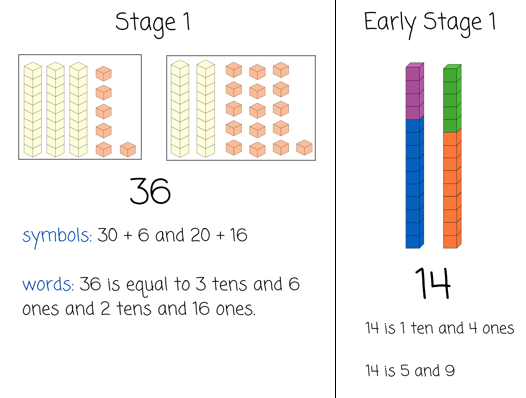 Stage 1
36
symbols: 30 + 6 and 20 + 16
words: 36 is equal to 3 tens and 6
ones and 2 tens and 16 ones.
Early Stage 1
14
14 is 1 ten and 4 ones
14 is 5 and 9